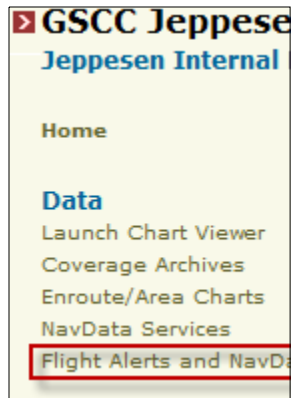 GSCC Jeppese
Jeppesen Internal
Home
Data
Launch Chart Viewer
Coverage Archives
Enroute/Area Charts
NavData Services
Flight Alerts and NavDa